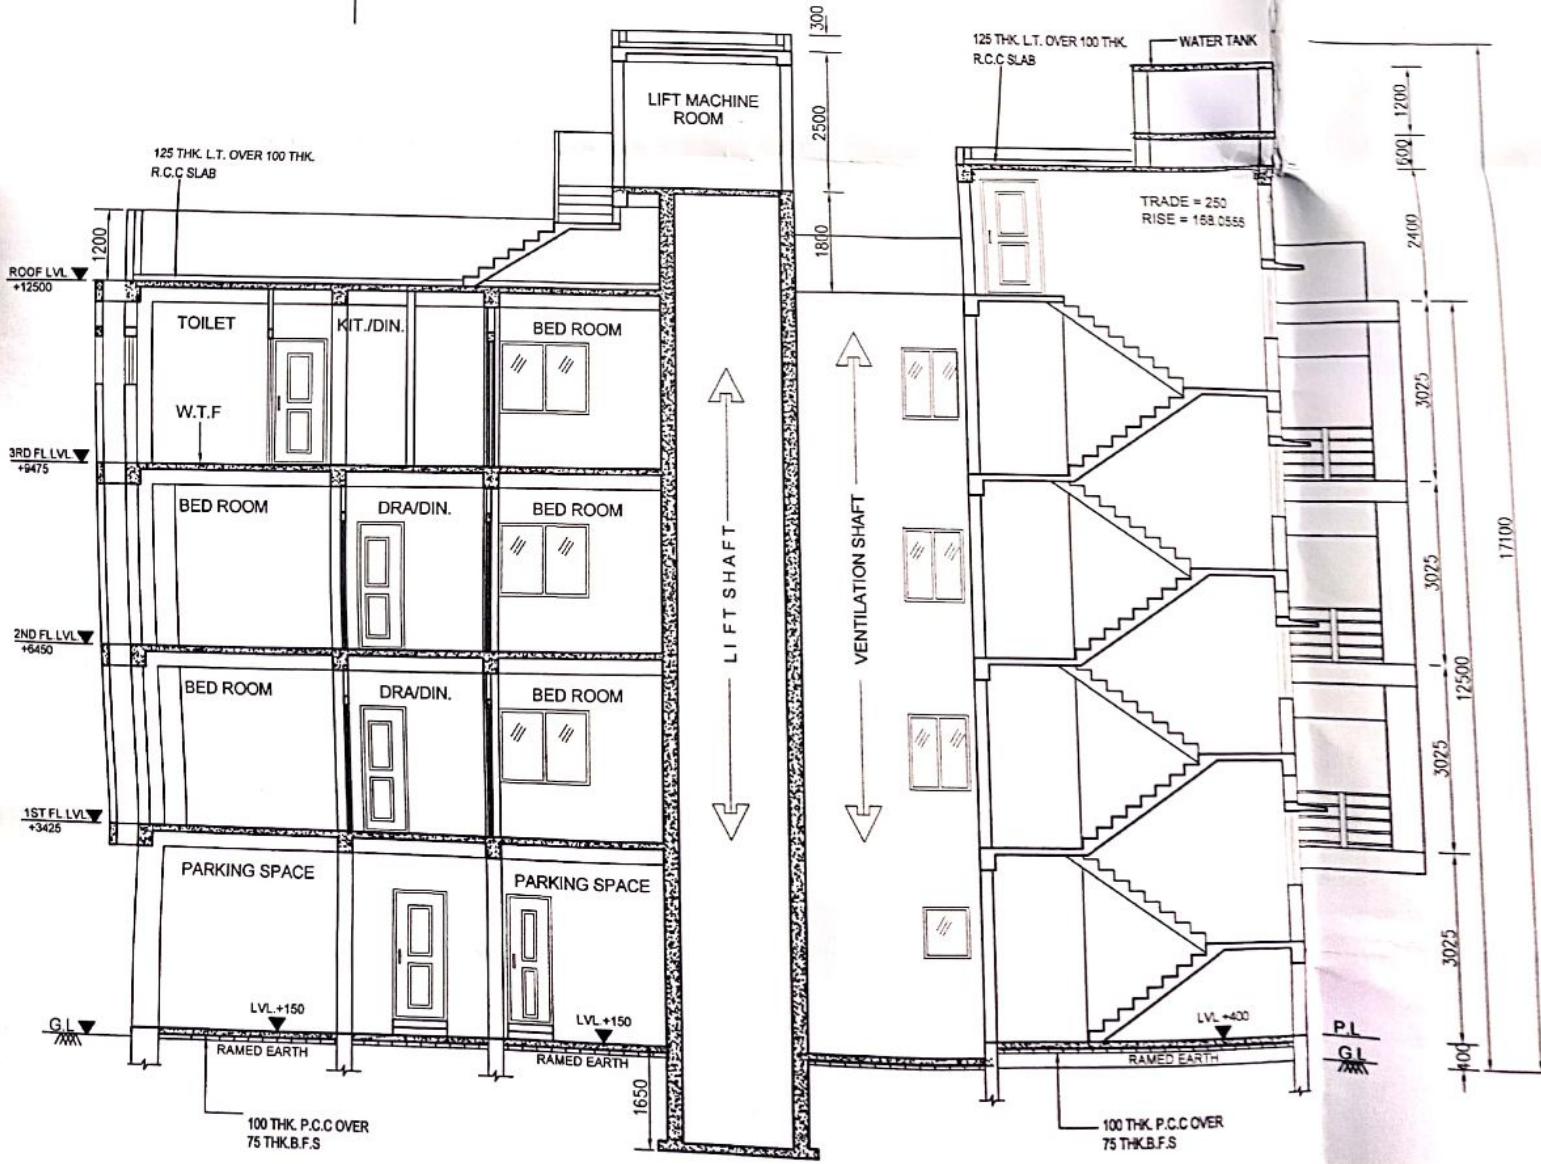 300
125 THK. L.T. OVER 100 THK.
R.C.C SLAB
WATER TANK
LIFT MACHINE
ROOM
2500
1200
600
125 THK. L.T. OVER 100 THK.
R.C.C SLAB
TRADE = 250
RISE = 168.0555
1200
1800
2400
ROOF LVL
+12500
TOILET
KIT./DIN.
BED ROOM
W.T.F
3025
3RD FL LVL.
+9475
BED ROOM
DRA/DIN.
BED ROOM
LIFT SHAFT
VENTILATION SHAFT
3025
17100
2ND FL LVL.
+6450
BED ROOM
DRA/DIN.
BED ROOM
12500
3025
1ST FL LVL
+3425
PARKING SPACE
PARKING SPACE
3025
LVL.+150
LVL.+150
LVL +400
G.L
P.L
G.L
RAMED EARTH
RAMED EARTH
RAMED EARTH
400
1650
100 THK. P.C.C OVER
75 THK.B.F.S
100 THK. P.C.C OVER
75 THK.B.F.S